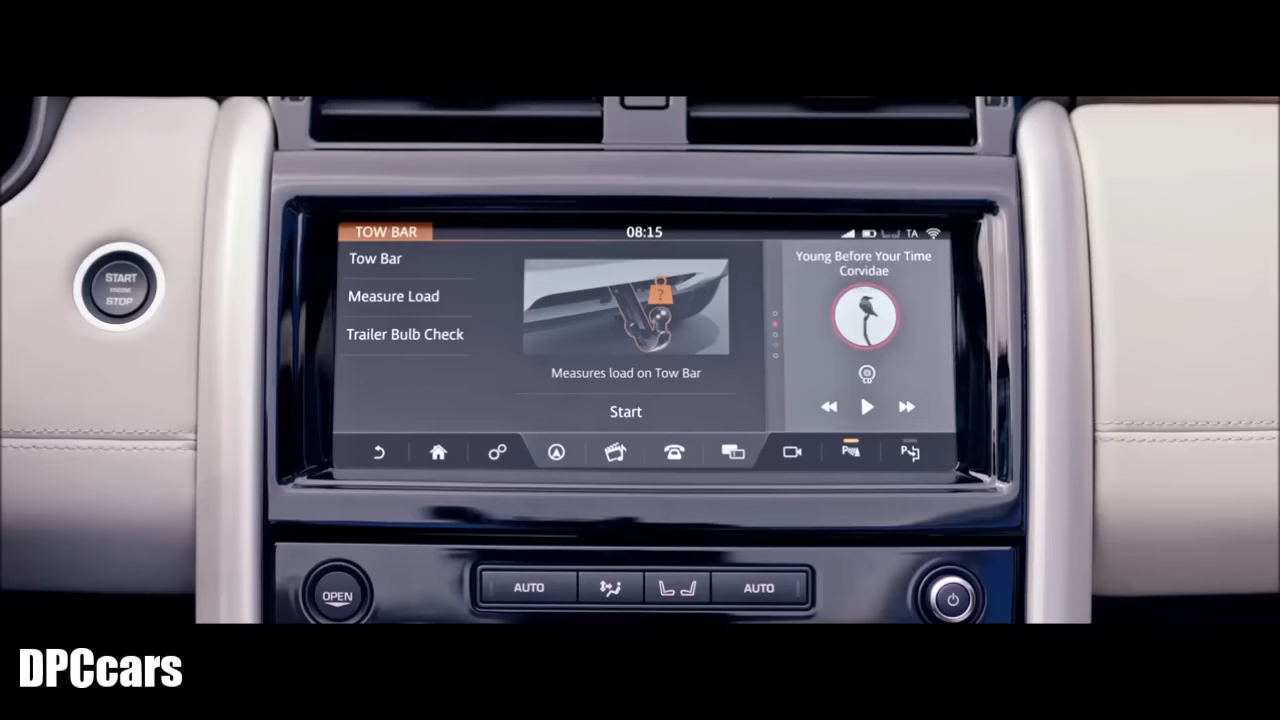 TOW BAR
08:15
TA
Tow Bar
Measure Load
Trailer Bulb Check
?
Measures load on Tow Bar
Start
Young Before Your Time
Corvidae
START
ENGINE
STOP
P
P
OPEN
AUTO
AUTO
DPCcars